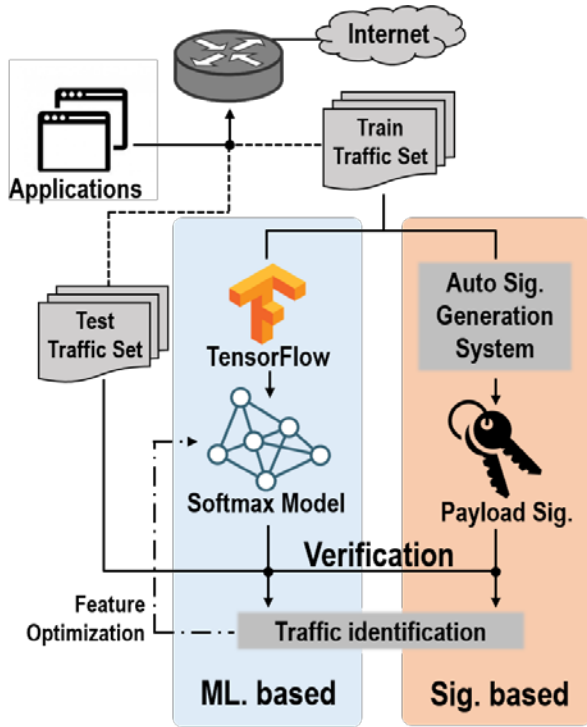 Internet
Train
Traffic Set
Applications
Test
Traffic Set
TensorFlow
Auto Sig.
Generation
System
Softmax Model
Payload Sig.
Verification
Feature
Optimization
Traffic identification
ML. based
Sig. based